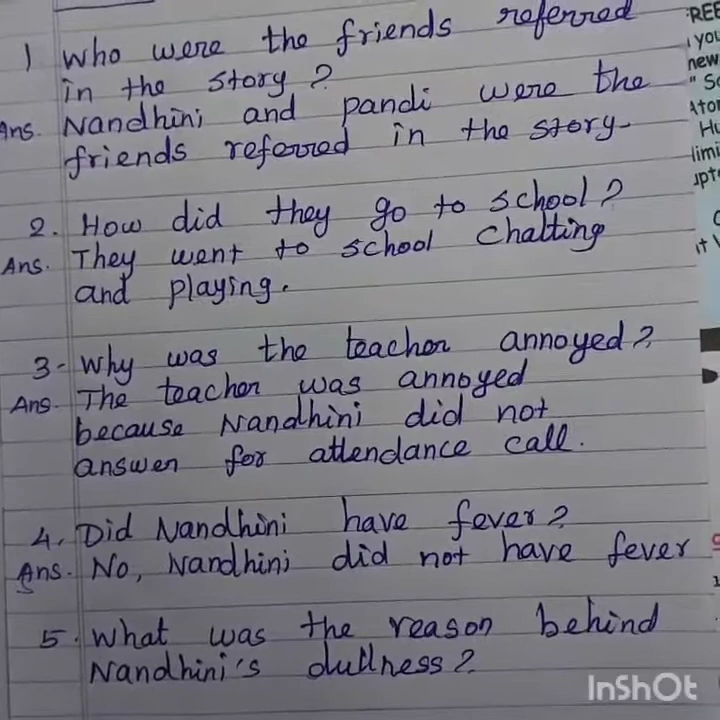 1 Who were the friends referred
in the story?
Ans. Nandhini and pandi were the
friends referred in the story.
2. How did they go to school?
Ans. They went to school chatting
and playing.
3. Why was the teacher annoyed?
Ans. The teacher was annoyed
because Nandhini did not
answer for attendance call.
4. Did Nandhini have fever?
Ans. No, Nandhini did not have fever
5. What was the reason behind
Nandhini's dullness?
InShOt